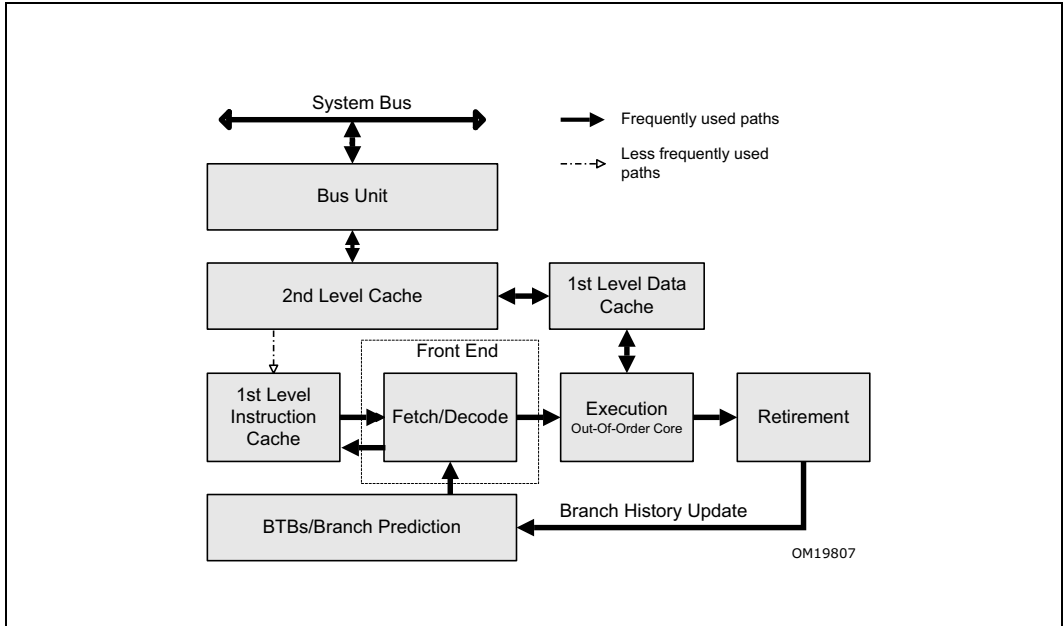 System Bus
Frequently used paths
Less frequently used
paths
Bus Unit
2nd Level Cache
1st Level Data
Cache
Front End
1st Level
Instruction
Cache
Fetch/Decode
Execution
Out-Of-Order Core
Retirement
BTBs/Branch Prediction
Branch History Update
OM19807